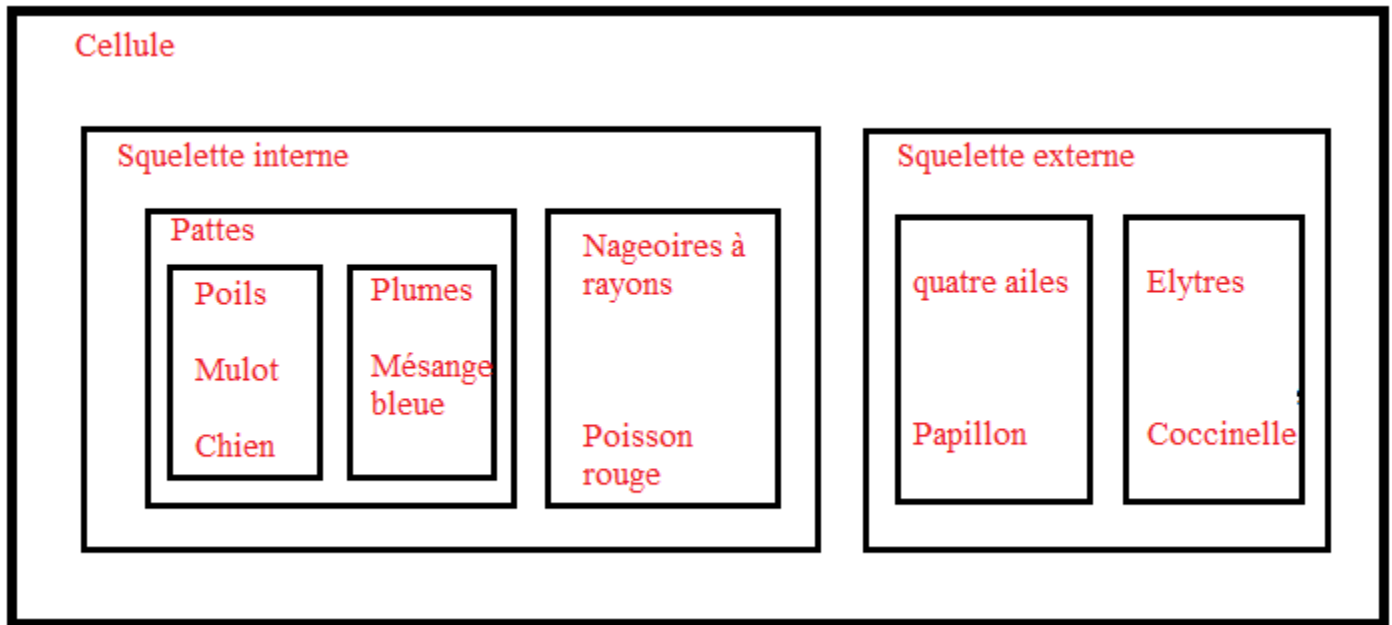 Cellule
Squelette interne
Pattes
Poils
Mulot
Chien
Plumes
Mésange
bleue
Nageoires à
rayons
Poisson
rouge
Squelette externe
quatre ailes
Papillon
Elytres
Coccinelle